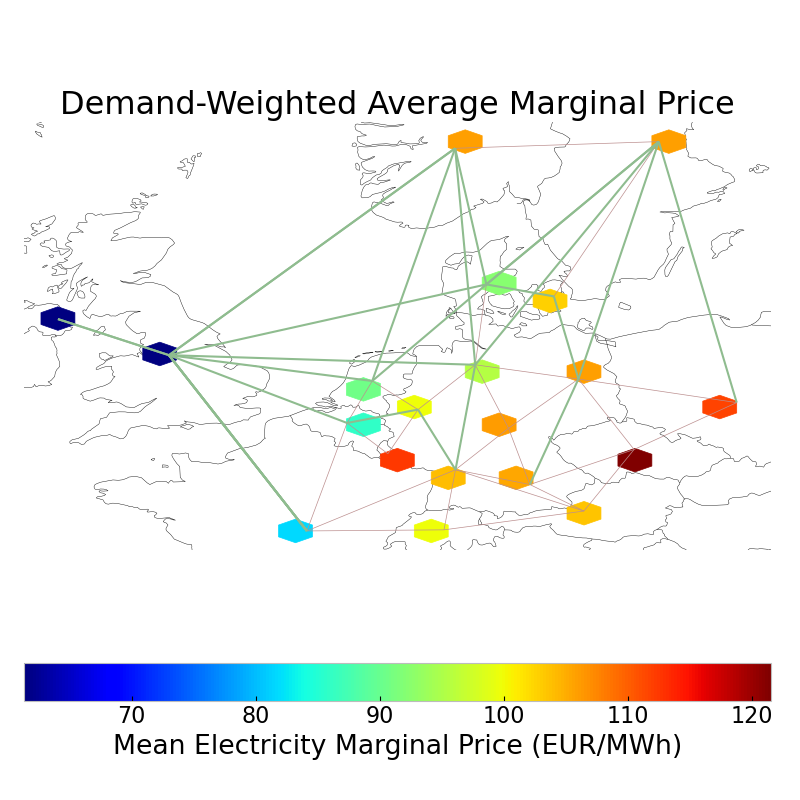 Demand-Weighted Average Marginal Price
70 80 90 100 110 120
Mean Electricity Marginal Price (EUR/MWh)